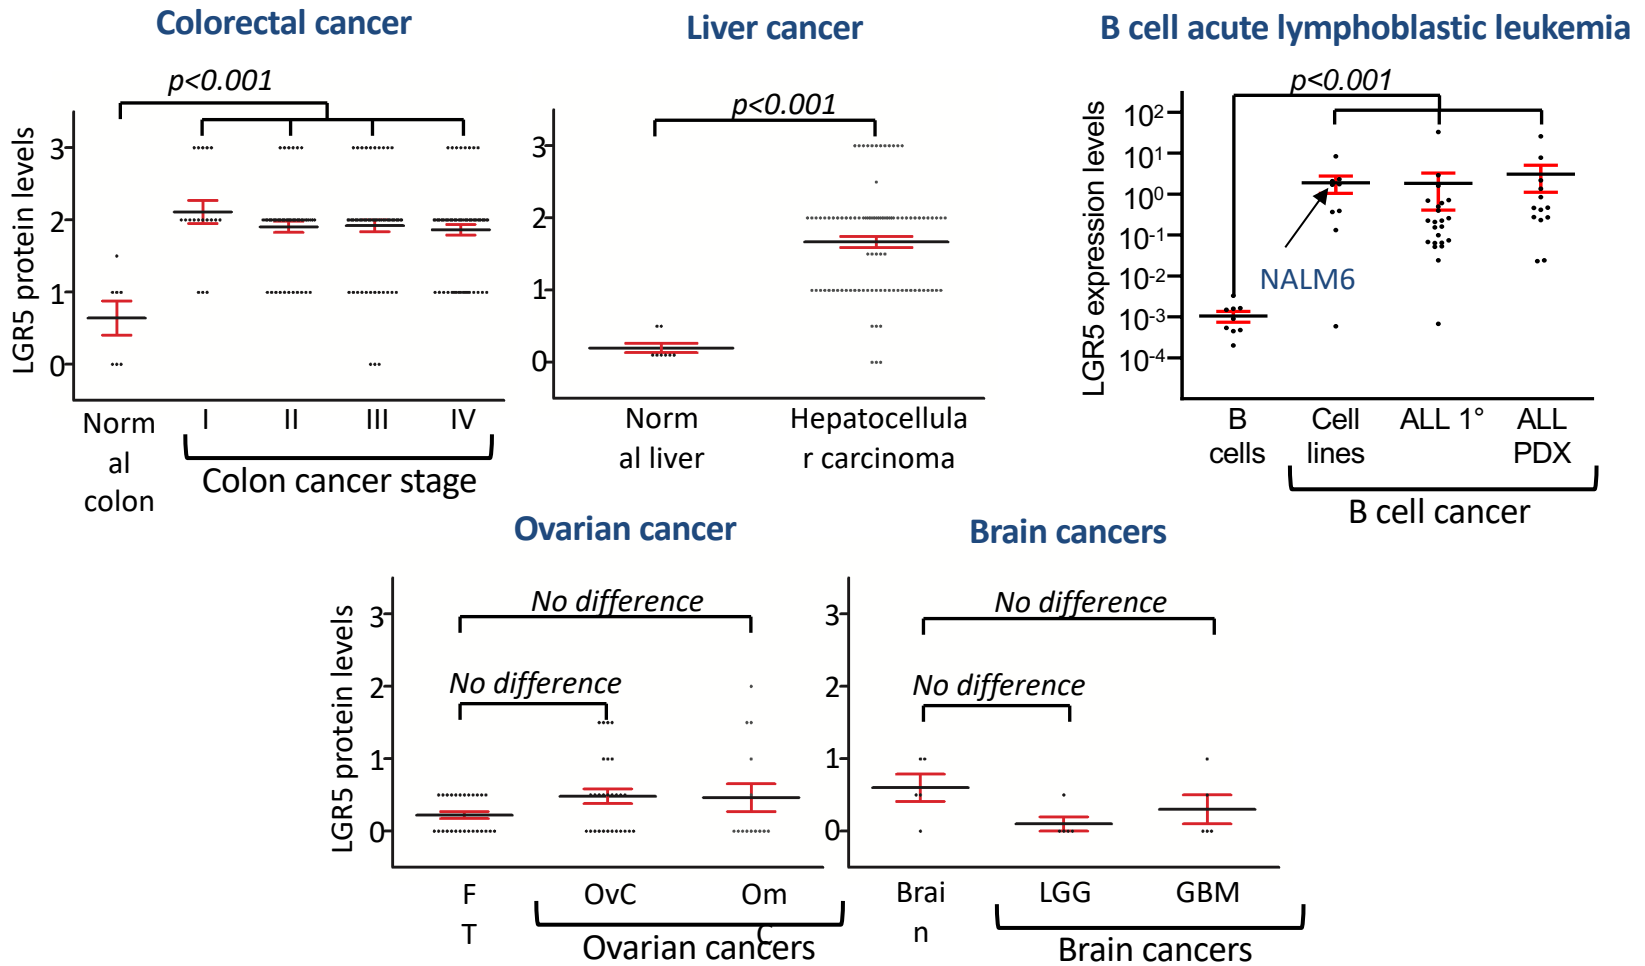 Colorectal cancer
p<0.001
LGR5 protein levels
3
2
1
0
Norm
al
colon
I
II
III
IV
Colon cancer stage
Liver cancer
p<0.001
3
2
1
0
Norm
al liver
Hepatocellula
r carcinoma
B cell acute lymphoblastic leukemia
p<0.001
LGR5 expression levels
10²
10¹
10⁰
10⁻¹
10⁻²
10⁻³
10⁻⁴
NALM6
B
cells
Cell
lines
ALL 1°
ALL
PDX
B cell cancer
Ovarian cancer
No difference
No difference
LGR5 protein levels
3
2
1
0
F
T
OvC
Om
C
Ovarian cancers
Brain cancers
No difference
No difference
3
2
1
0
Brai
n
LGG
GBM
Brain cancers